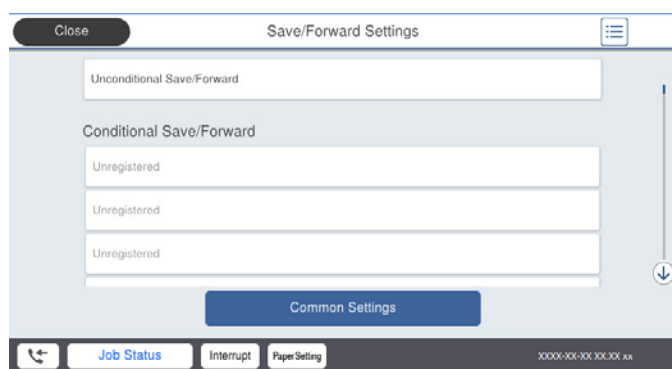 Close Save/Forward Settings
Unconditional Save/Forward
Conditional Save/Forward
Unregistered
Unregistered
Unregistered
Common Settings
Job Status Interrupt Paper Setting XXXX-XX-XX XX:XX xx